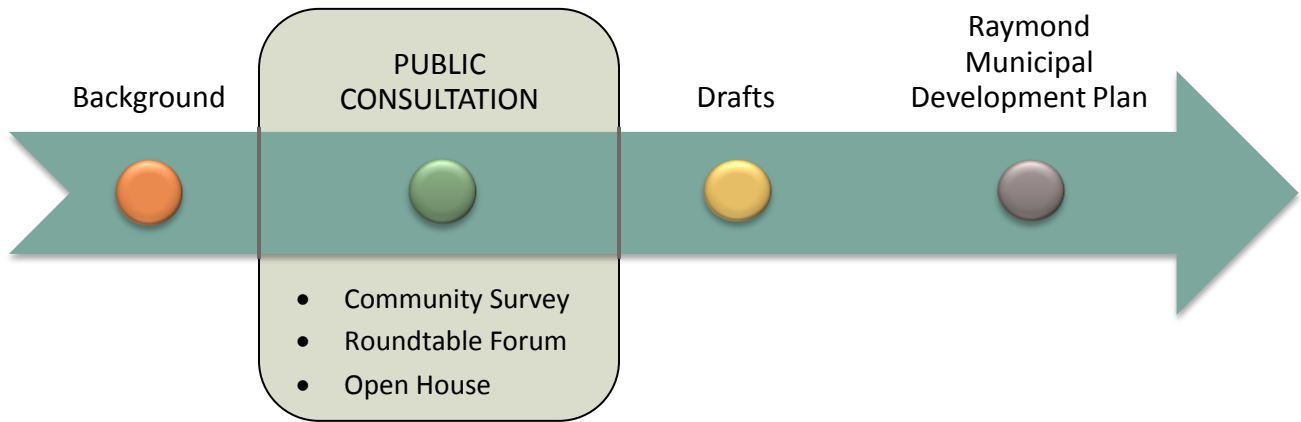 Background
PUBLIC
CONSULTATION
• Community Survey
• Roundtable Forum
• Open House
Drafts
Raymond
Municipal
Development Plan